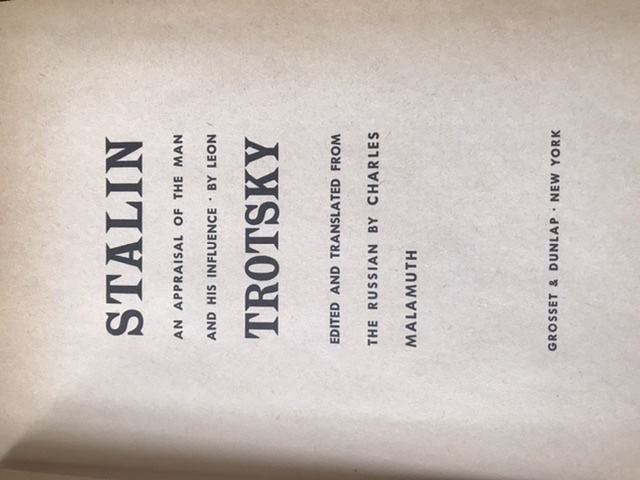 STALIN
AN APPRAISAL OF THE MAN
AND HIS INFLUENCE · BY LEON
TROTSKY
EDITED AND TRANSLATED FROM
THE RUSSIAN BY CHARLES
MALAMUTH
GROSSET & DUNLAP · NEW YORK